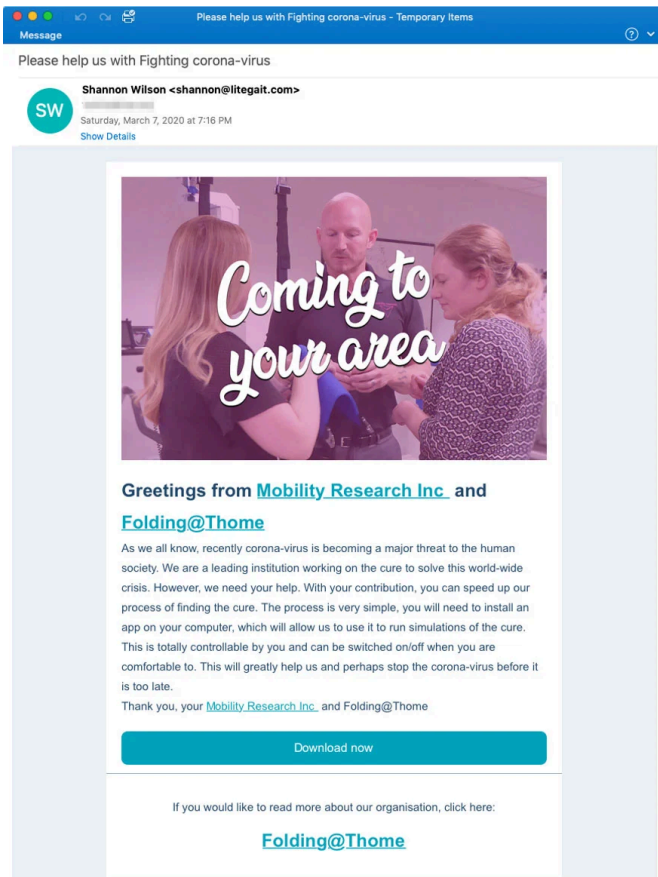 Please help us with Fighting corona-virus - Temporary Items
Message
Please help us with Fighting corona-virus
SW
Shannon Wilson <shannon@litegait.com>
Saturday, March 7, 2020 at 7:16 PM
Show Details
Coming to
your area
Greetings from Mobility Research Inc and
Folding@Thome
As we all know, recently corona-virus is becoming a major threat to the human
society. We are a leading institution working on the cure to solve this world-wide
crisis. However, we need your help. With your contribution, you can speed up our
process of finding the cure. The process is very simple, you will need to install an
app on your computer, which will allow us to use it to run simulations of the cure.
This is totally controllable by you and can be switched on/off when you are
comfortable to. This will greatly help us and perhaps stop the corona-virus before it
is too late.
Thank you, your Mobility Research Inc and Folding@Thome
Download now
If you would like to read more about our organisation, click here:
Folding@Thome